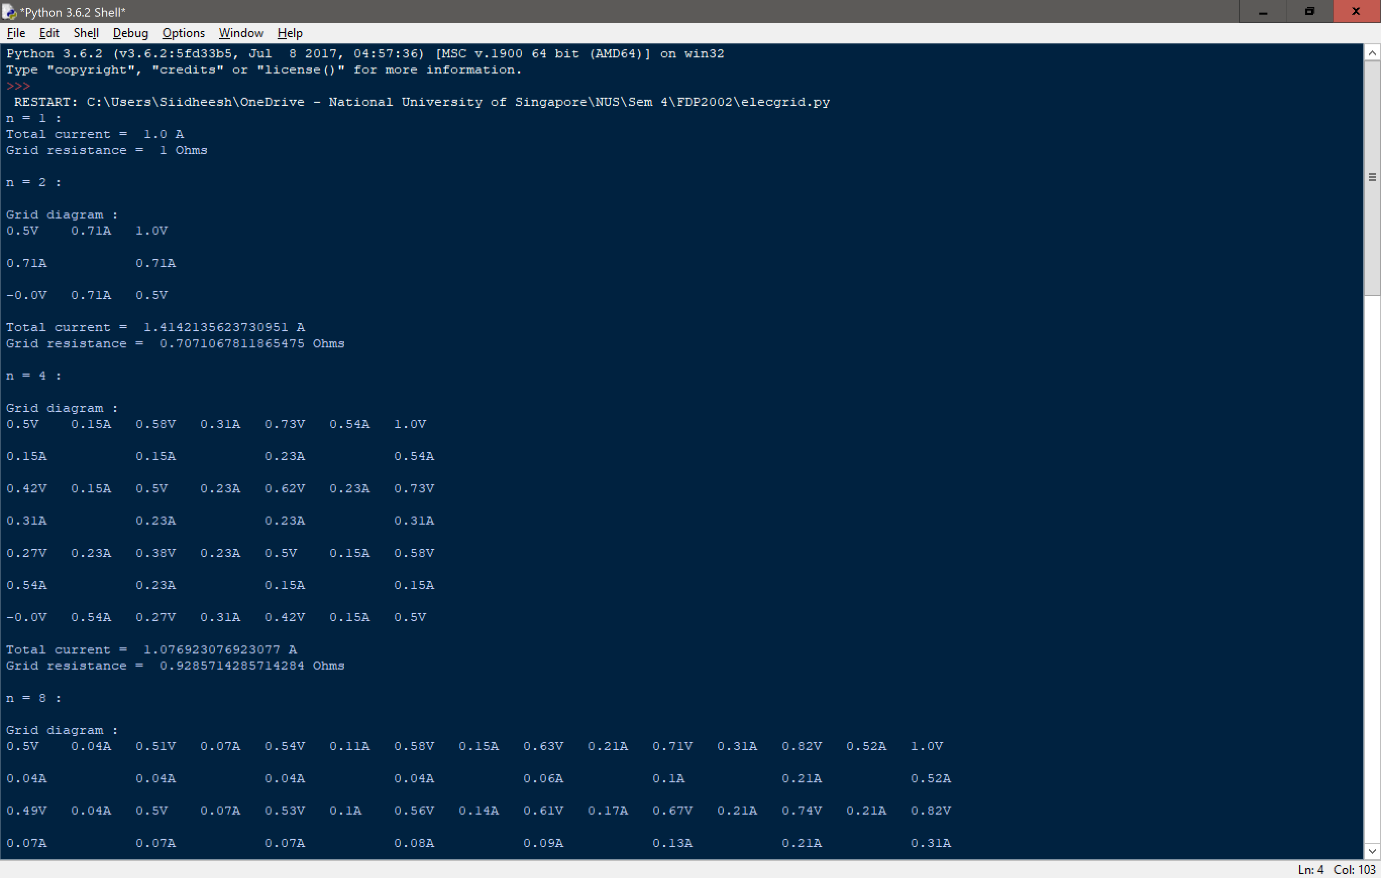 *Python 3.6.2 Shell*
File Edit Shell Debug Options Window Help
Python 3.6.2 (v3.6.2:5fd33b5, Jul  8 2017, 04:57:36) [MSC v.1900 64 bit (AMD64)] on win32
Type "copyright", "credits" or "license()" for more information.
>>>
 RESTART: C:\Users\Siidheesh\OneDrive - National University of Singapore\NUS\Sem 4\FDP2002\elecgrid.py
n = 1 :
Total current =  1.0 A
Grid resistance =  1 Ohms
n = 2 :
Grid diagram :
0.5V    0.71A   1.0V
0.71A           0.71A
-0.0V   0.71A   0.5V
Total current =  1.4142135623730951 A
Grid resistance =  0.7071067811865475 Ohms
n = 4 :
Grid diagram :
0.5V    0.15A   0.58V   0.31A   0.73V   0.54A   1.0V
0.15A           0.15A           0.23A           0.54A
0.42V   0.15A   0.5V    0.23A   0.62V   0.23A   0.73V
0.31A           0.23A           0.23A           0.31A
0.27V   0.23A   0.38V   0.23A   0.5V    0.15A   0.58V
0.54A           0.23A           0.15A           0.15A
-0.0V   0.54A   0.27V   0.31A   0.42V   0.15A   0.5V
Total current =  1.076923076923077 A
Grid resistance =  0.9285714285714284 Ohms
n = 8 :
Grid diagram :
0.5V    0.04A   0.51V   0.07A   0.54V   0.11A   0.58V   0.15A   0.63V   0.21A   0.71V   0.31A   0.82V   0.52A   1.0V
0.04A           0.04A           0.04A           0.04A           0.06A           0.1A            0.21A           0.52A
0.49V   0.04A   0.5V    0.07A   0.53V   0.1A    0.56V   0.14A   0.61V   0.17A   0.67V   0.21A   0.74V   0.21A   0.82V
0.07A           0.07A           0.07A           0.08A           0.09A           0.13A           0.21A           0.31A
Ln: 4 Col: 103